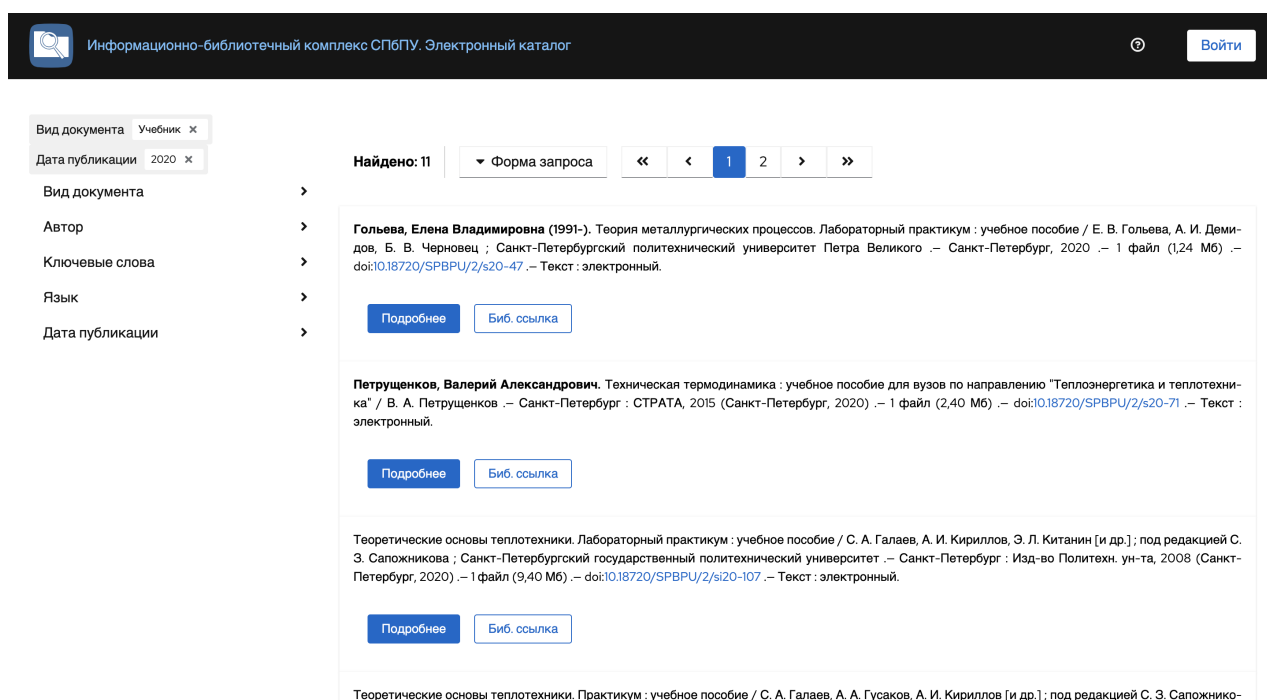 Информационно-библиотечный комплекс СПбПУ. Электронный каталог
Войти
Вид документа Учебник
Дата публикации 2020
Вид документа
Автор
Ключевые слова
Язык
Дата публикации
Найдено: 11 Форма запроса « ‹ 1 2 › »
Гольева, Елена Владимировна (1991-). Теория металлургических процессов. Лабораторный практикум : учебное пособие / Е. В. Гольева, А. И. Деми-
дов, Б. В. Черновец ; Санкт-Петербургский политехнический университет Петра Великого .— Санкт-Петербург, 2020 .— 1 файл (1,24 Мб) .—
doi:10.18720/SPBPU/2/s20-47 .— Текст : электронный.
Подробнее Биб. ссылка
Петрущенков, Валерий Александрович. Техническая термодинамика : учебное пособие для вузов по направлению "Теплоэнергетика и теплотехни-
ка" / В. А. Петрущенков .— Санкт-Петербург : СТРАТА, 2015 (Санкт-Петербург, 2020) .— 1 файл (2,40 Мб) .— doi:10.18720/SPBPU/2/s20-71 .— Текст :
электронный.
Подробнее Биб. ссылка
Теоретические основы теплотехники. Лабораторный практикум : учебное пособие / С. А. Галаев, А. И. Кириллов, Э. Л. Китанин [и др.] ; под редакцией С.
З. Сапожникова ; Санкт-Петербургский государственный политехнический университет .— Санкт-Петербург : Изд-во Политехн. ун-та, 2008 (Санкт-
Петербург, 2020) .— 1 файл (9,40 Мб) .— doi:10.18720/SPBPU/2/si20-107 .— Текст : электронный.
Подробнее Биб. ссылка
Теоретические основы теплотехники. Практикум : учебное пособие / С. А. Галаев, А. А. Гусаков, А. И. Кириллов [и др.] ; под редакцией С. З. Сапожнико-